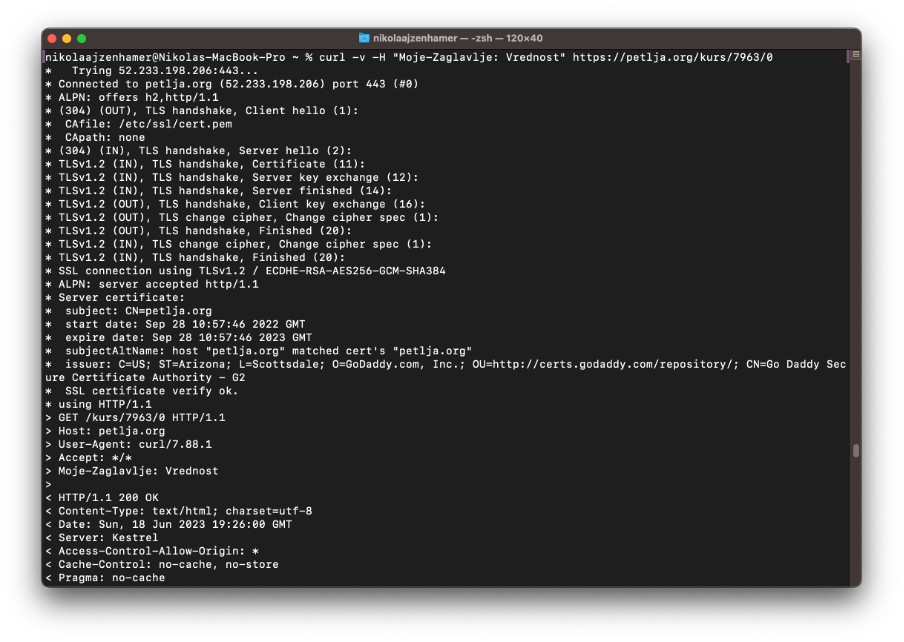 nikolaajzenhamer — -zsh — 120×40
nikolaajzenhamer@Nikolas-MacBook-Pro ~ % curl -v -H "Moje-Zaglavlje: Vrednost" https://petlja.org/kurs/7963/0
*   Trying 52.233.198.206:443...
* Connected to petlja.org (52.233.198.206) port 443 (#0)
* ALPN: offers h2,http/1.1
* (304) (OUT), TLS handshake, Client hello (1):
*  CAfile: /etc/ssl/cert.pem
*  CApath: none
* (304) (IN), TLS handshake, Server hello (2):
* TLSv1.2 (IN), TLS handshake, Certificate (11):
* TLSv1.2 (IN), TLS handshake, Server key exchange (12):
* TLSv1.2 (IN), TLS handshake, Server finished (14):
* TLSv1.2 (OUT), TLS handshake, Client key exchange (16):
* TLSv1.2 (OUT), TLS change cipher, Change cipher spec (1):
* TLSv1.2 (OUT), TLS handshake, Finished (20):
* TLSv1.2 (IN), TLS change cipher, Change cipher spec (1):
* TLSv1.2 (IN), TLS handshake, Finished (20):
* SSL connection using TLSv1.2 / ECDHE-RSA-AES256-GCM-SHA384
* ALPN: server accepted http/1.1
* Server certificate:
*  subject: CN=petlja.org
*  start date: Sep 28 10:57:46 2022 GMT
*  expire date: Sep 28 10:57:46 2023 GMT
*  subjectAltName: host "petlja.org" matched cert's "petlja.org"
*  issuer: C=US; ST=Arizona; L=Scottsdale; O=GoDaddy.com, Inc.; OU=http://certs.godaddy.com/repository/; CN=Go Daddy Sec
ure Certificate Authority - G2
*  SSL certificate verify ok.
* using HTTP/1.1
> GET /kurs/7963/0 HTTP/1.1
> Host: petlja.org
> User-Agent: curl/7.88.1
> Accept: */*
> Moje-Zaglavlje: Vrednost
>
< HTTP/1.1 200 OK
< Content-Type: text/html; charset=utf-8
< Date: Sun, 18 Jun 2023 19:26:00 GMT
< Server: Kestrel
< Access-Control-Allow-Origin: *
< Cache-Control: no-cache, no-store
< Pragma: no-cache